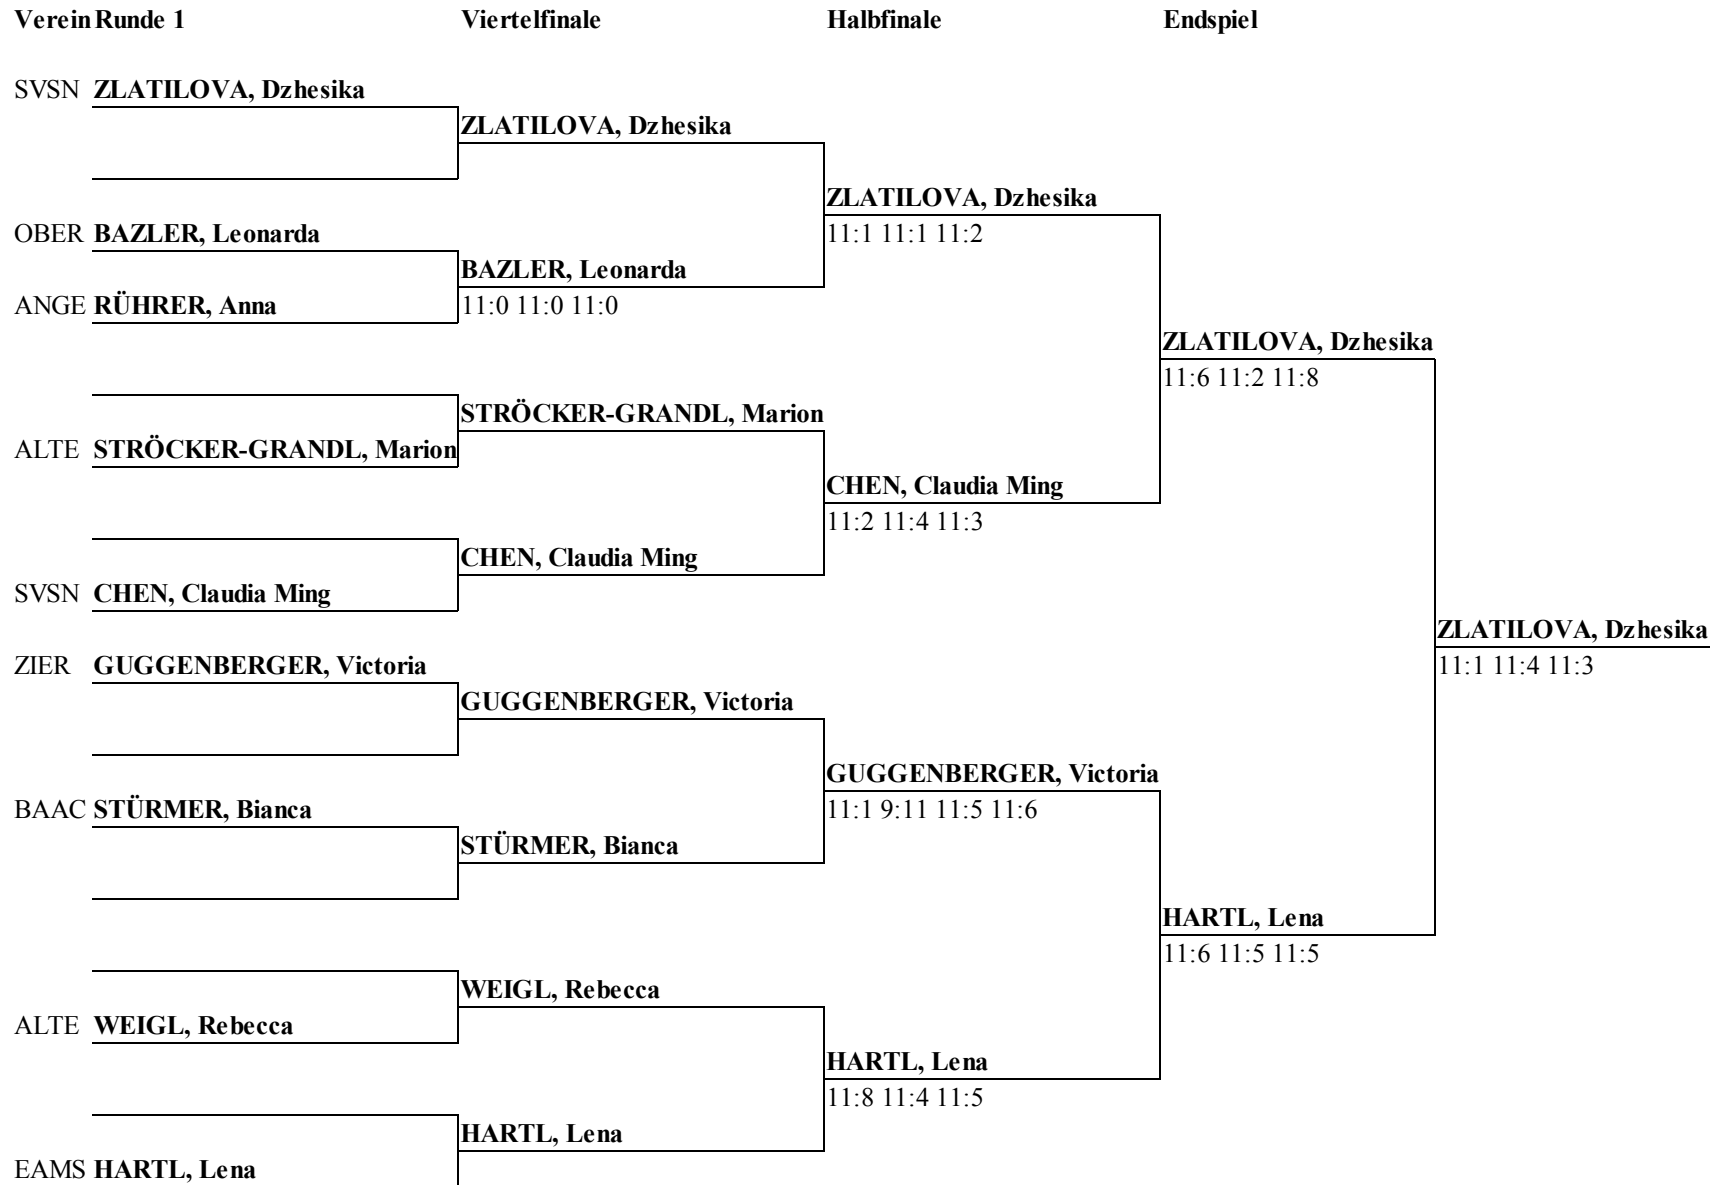 Verein Runde 1 Viertelfinale Halbfinale Endspiel
SVSN ZLATILOVA, Dzhesika
ZLATILOVA, Dzhesika
ZLATILOVA, Dzhesika
OBER BAZLER, Leonarda 11:1 11:1 11:2
BAZLER, Leonarda
ANGE RÜHRER, Anna 11:0 11:0 11:0
ZLATILOVA, Dzhesika
11:6 11:2 11:8
STRÖCKER-GRANDL, Marion
ALTE STRÖCKER-GRANDL, Marion
CHEN, Claudia Ming
11:2 11:4 11:3
CHEN, Claudia Ming
SVSN CHEN, Claudia Ming
ZLATILOVA, Dzhesika
ZIER GUGGENBERGER, Victoria 11:1 11:4 11:3
GUGGENBERGER, Victoria
GUGGENBERGER, Victoria
BAAC STÜRMER, Bianca 11:1 9:11 11:5 11:6
STÜRMER, Bianca
HARTL, Lena
11:6 11:5 11:5
WEIGL, Rebecca
ALTE WEIGL, Rebecca
HARTL, Lena
11:8 11:4 11:5
HARTL, Lena
EAMS HARTL, Lena